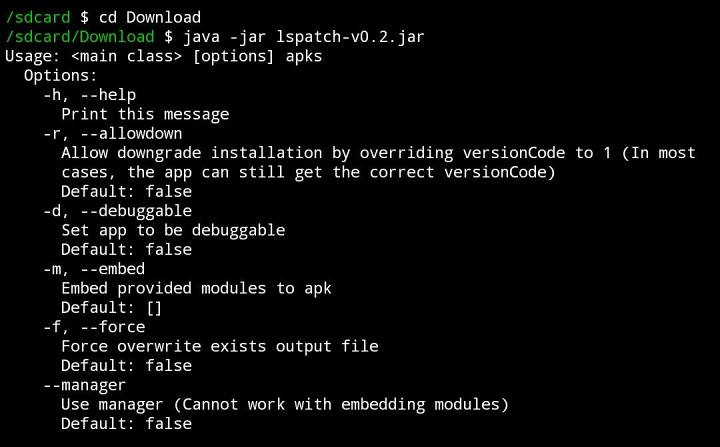 /sdcard $ cd Download
/sdcard/Download $ java -jar lspatch-v0.2.jar
Usage: <main class> [options] apks
  Options:
    -h, --help
      Print this message
    -r, --allowdown
      Allow downgrade installation by overriding versionCode to 1 (In most
      cases, the app can still get the correct versionCode)
      Default: false
    -d, --debuggable
      Set app to be debuggable
      Default: false
    -m, --embed
      Embed provided modules to apk
      Default: []
    -f, --force
      Force overwrite exists output file
      Default: false
    --manager
      Use manager (Cannot work with embedding modules)
      Default: false